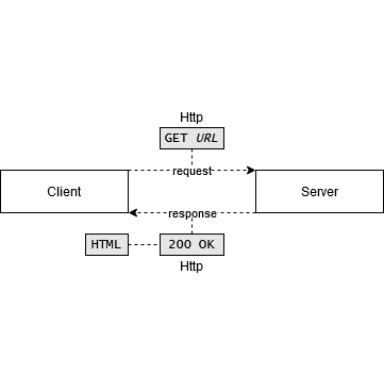 Http
GET URL
request
Client
Server
response
HTML
200 OK
Http